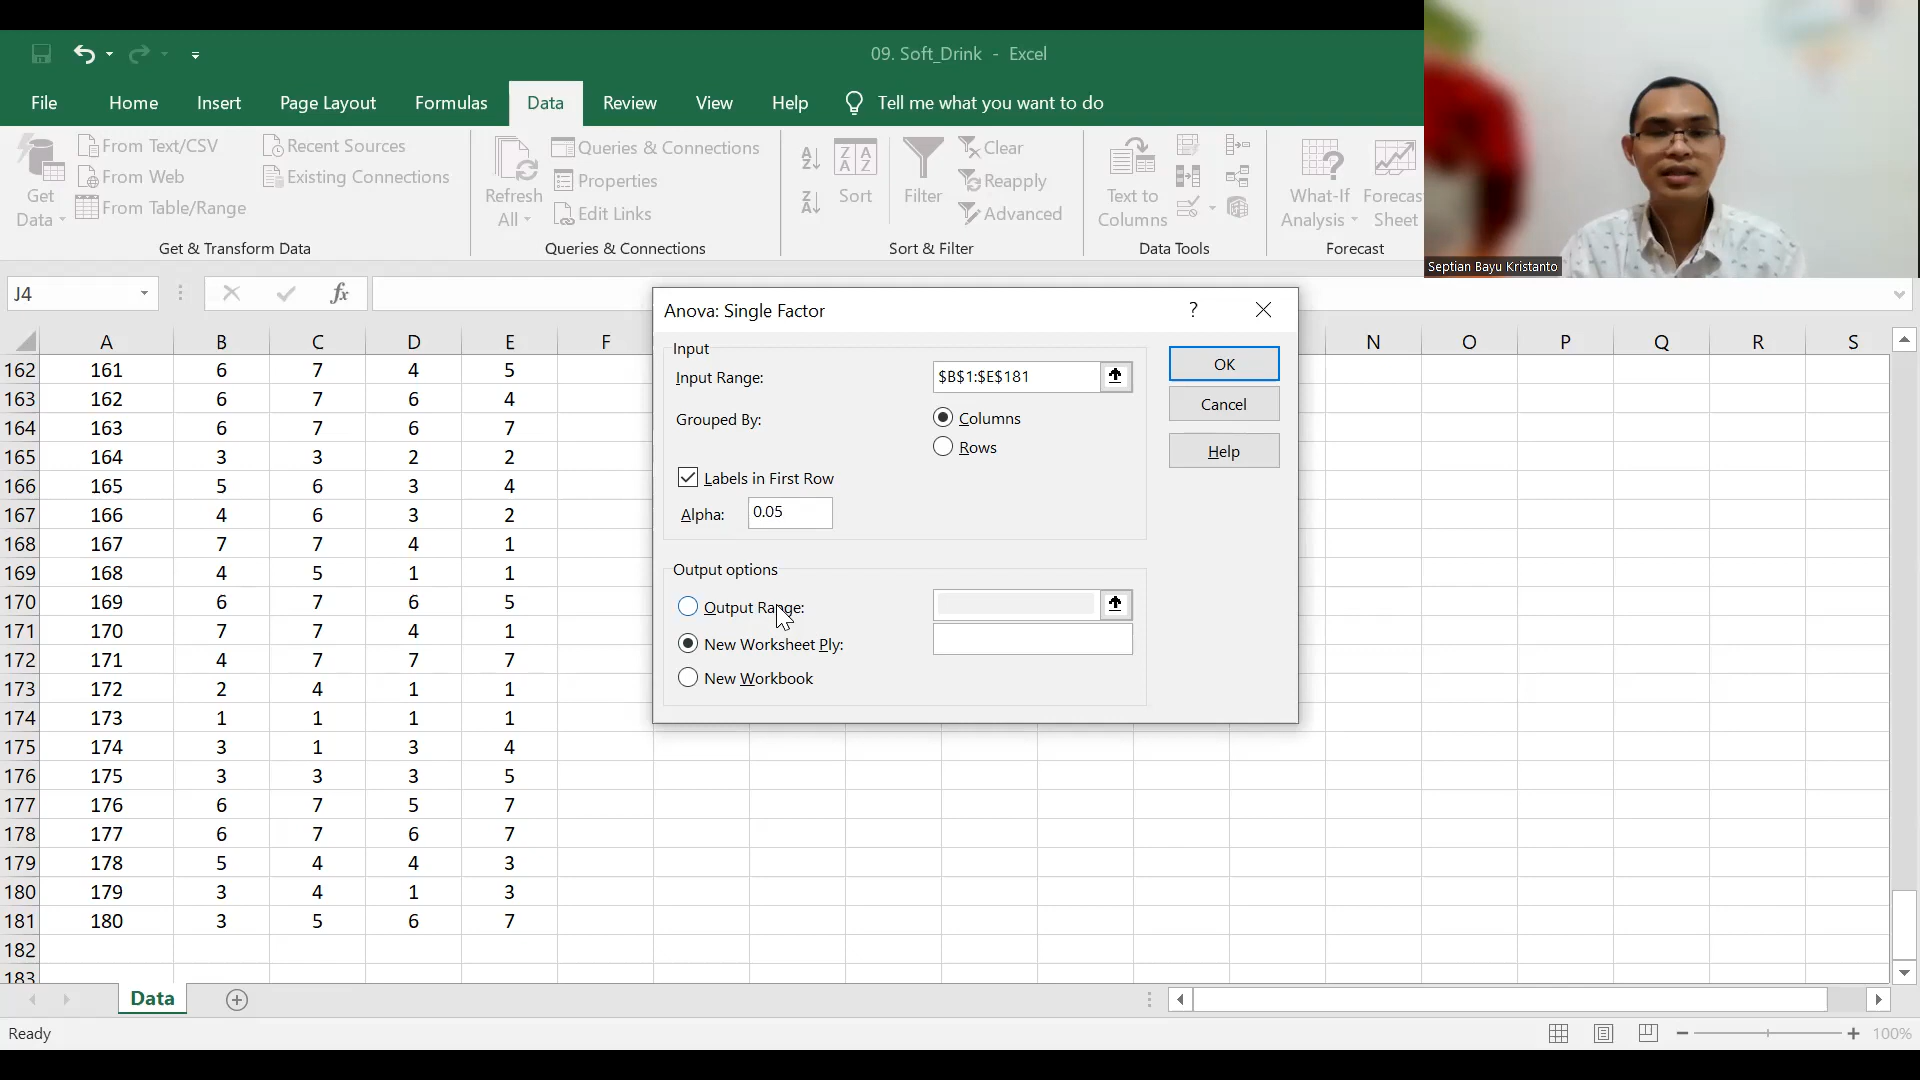 09. Soft_Drink - Excel
File Home Insert Page Layout Formulas Data Review View Help Tell me what you want to do
Get Data
From Text/CSV
From Web
From Table/Range
Recent Sources
Existing Connections
Get & Transform Data
Refresh All
Queries & Connections
Properties
Edit Links
Queries & Connections
Sort
Filter
Clear
Reapply
Advanced
Sort & Filter
Text to Columns
Data Tools
What-If Analysis
Forecas
Sheet
Forecast
Septian Bayu Kristanto
J4
fx
Anova: Single Factor
?
Input
Input Range: $B$1:$E$181
Grouped By: Columns
Rows
Labels in First Row
Alpha: 0.05
Output options
Output Range:
New Worksheet Ply:
New Workbook
OK
Cancel
Help
A B C D E F N O P Q R S
162 161 6 7 4 5
163 162 6 7 6 4
164 163 6 7 6 7
165 164 3 3 2 2
166 165 5 6 3 4
167 166 4 6 3 2
168 167 7 7 4 1
169 168 4 5 1 1
170 169 6 7 6 5
171 170 7 7 4 1
172 171 4 7 7 7
173 172 2 4 1 1
174 173 1 1 1 1
175 174 3 1 3 4
176 175 3 3 3 5
177 176 6 7 5 7
178 177 6 7 6 7
179 178 5 4 4 3
180 179 3 4 1 3
181 180 3 5 6 7
182
183
Data
Ready
100%